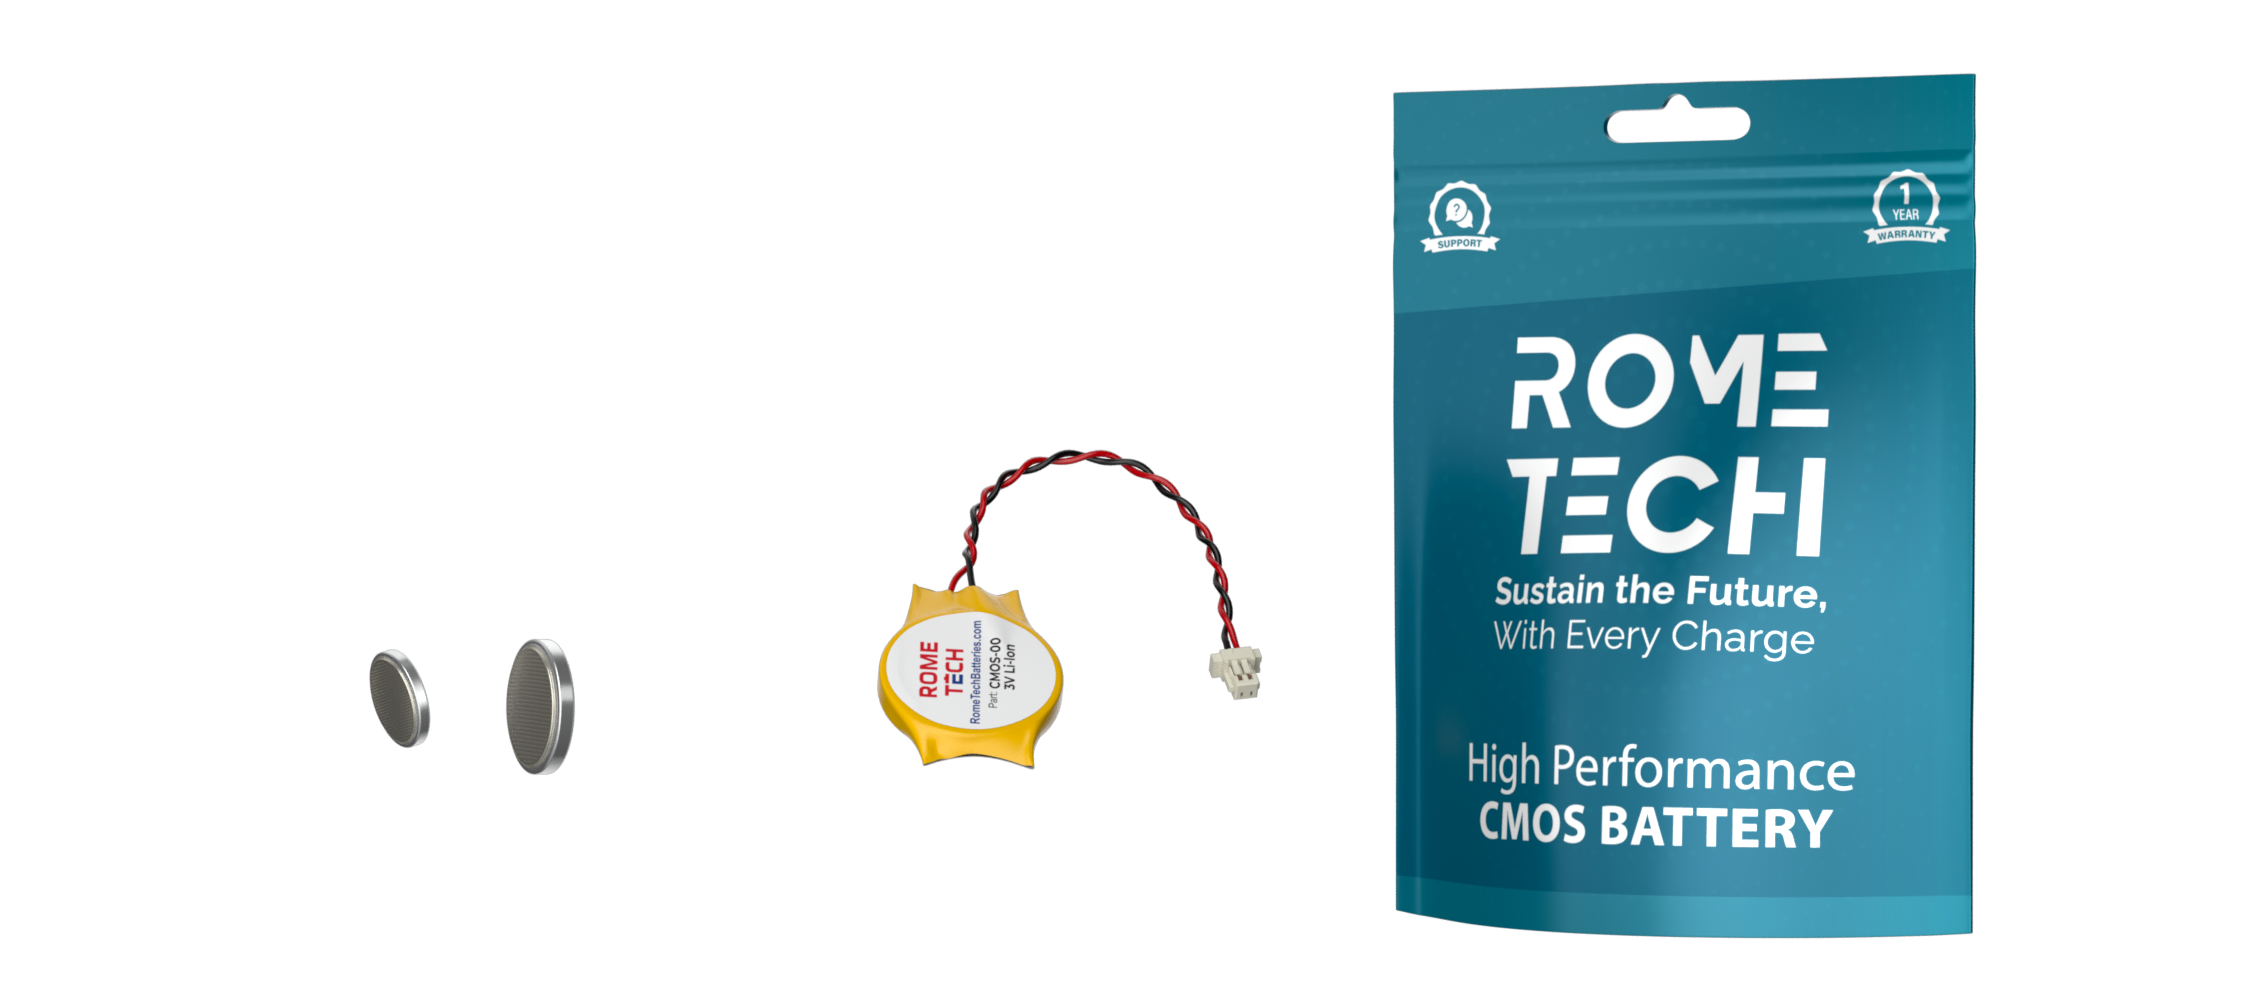 ROME
TECH
RomeTechBatteries.com
Part: CMOS-00
3V Li-Ion
?
SUPPORT
1
YEAR
WARRANTY
ROME
TECH
Sustain the Future,
With Every Charge
High Performance
CMOS BATTERY